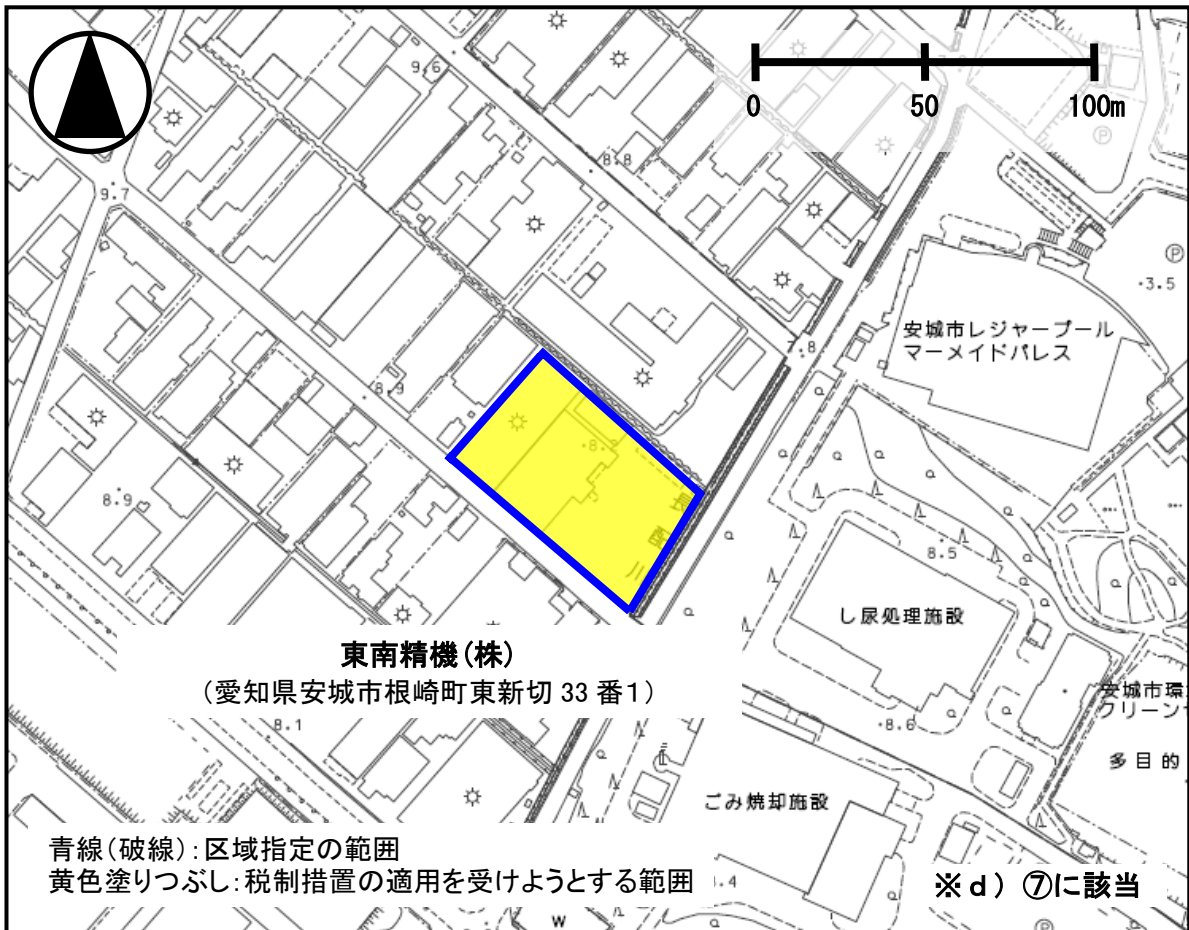 9.6
0 50 100m
P
8.8
9.7
P
・3.5
安城市レジャープール
マーメイドパレス
7.8
8.9
・8.2
長
川
8.9
8.5
し尿処理施設
東南精機(株)
(愛知県安城市根崎町東新切 33 番1)
安城市環
クリーン
8.1
・8.6
多目的
ごみ焼却施設
青線(破線):区域指定の範囲
黄色塗りつぶし:税制措置の適用を受けようとする範囲
※d) ⑦に該当
W
P